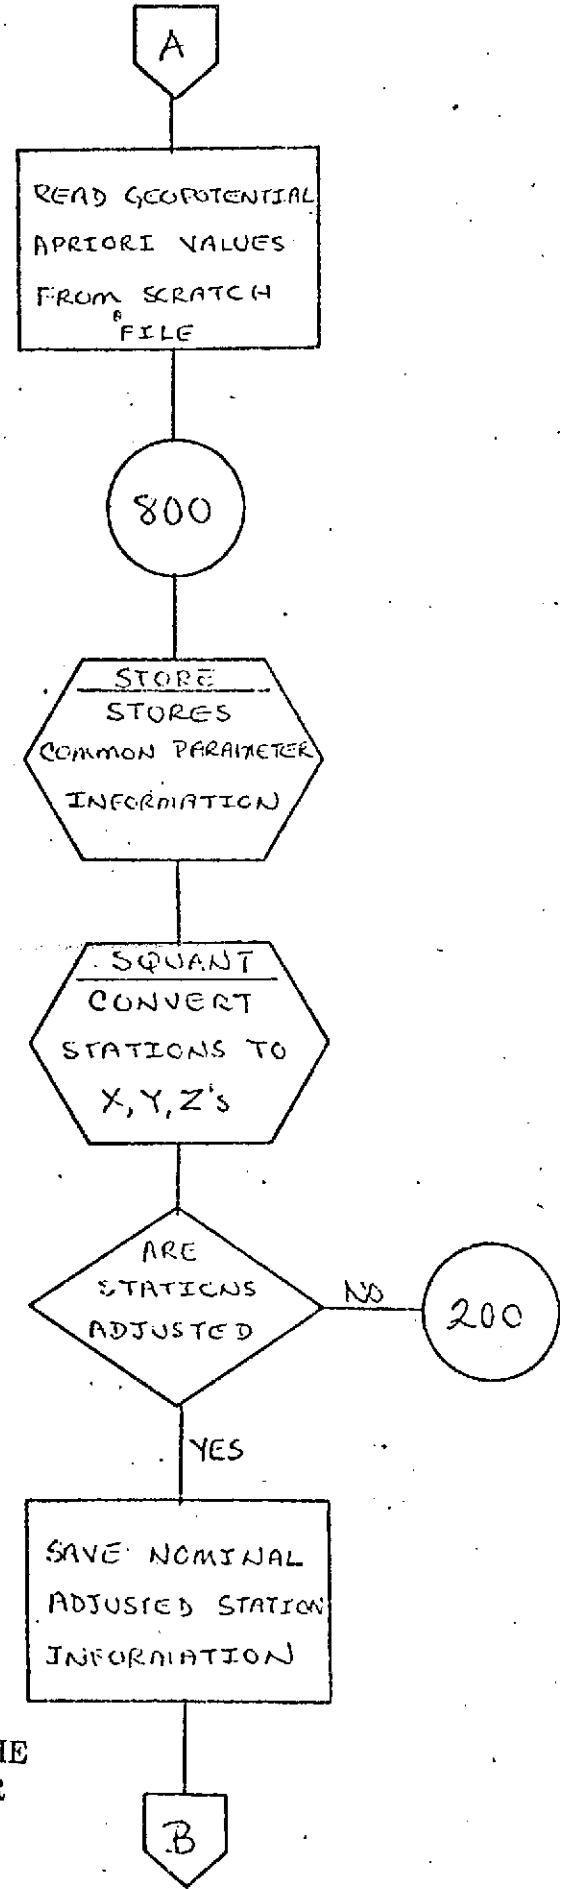 A
READ GEOPOTENTIAL
APRIORI VALUES
FROM SCRATCH
FILE
800
STORE
STORES
COMMON PARAMETER
INFORMATION
SQUANT
CONVERT
STATIONS TO
X, Y, Z's
ARE
STATIONS
ADJUSTED
NO
200
YES
SAVE NOMINAL
ADJUSTED STATION
INFORMATION
B